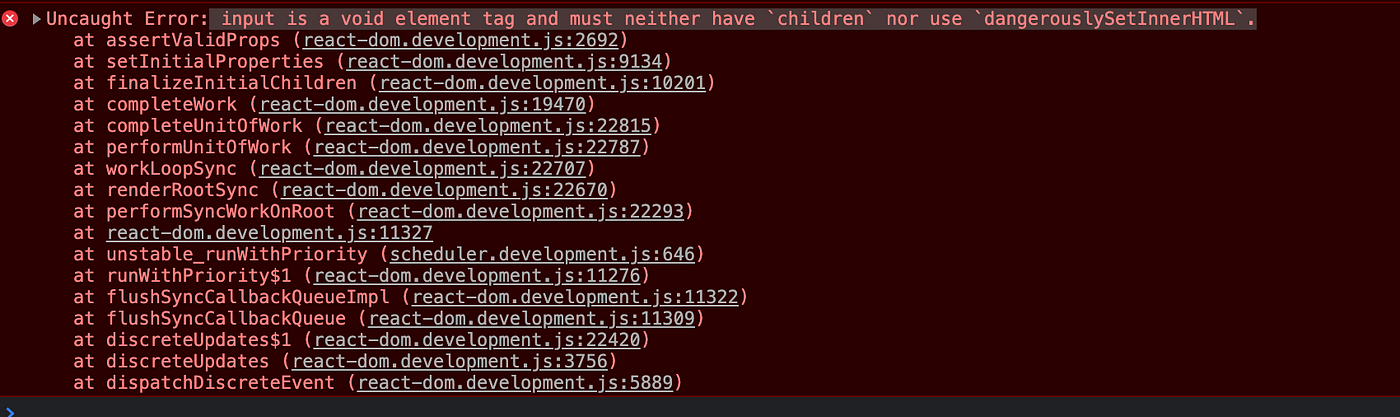 Uncaught Error: input is a void element tag and must neither have `children` nor use `dangerouslySetInnerHTML`.
at assertValidProps (react-dom.development.js:2692)
at setInitialProperties (react-dom.development.js:9134)
at finalizeInitialChildren (react-dom.development.js:10201)
at completeWork (react-dom.development.js:19470)
at completeUnitOfWork (react-dom.development.js:22815)
at performUnitOfWork (react-dom.development.js:22787)
at workLoopSync (react-dom.development.js:22707)
at renderRootSync (react-dom.development.js:22670)
at performSyncWorkOnRoot (react-dom.development.js:22293)
at react-dom.development.js:11327
at unstable_runWithPriority (scheduler.development.js:646)
at runWithPriority$1 (react-dom.development.js:11276)
at flushSyncCallbackQueueImpl (react-dom.development.js:11322)
at flushSyncCallbackQueue (react-dom.development.js:11309)
at discreteUpdates$1 (react-dom.development.js:22420)
at discreteUpdates (react-dom.development.js:3756)
at dispatchDiscreteEvent (react-dom.development.js:5889)